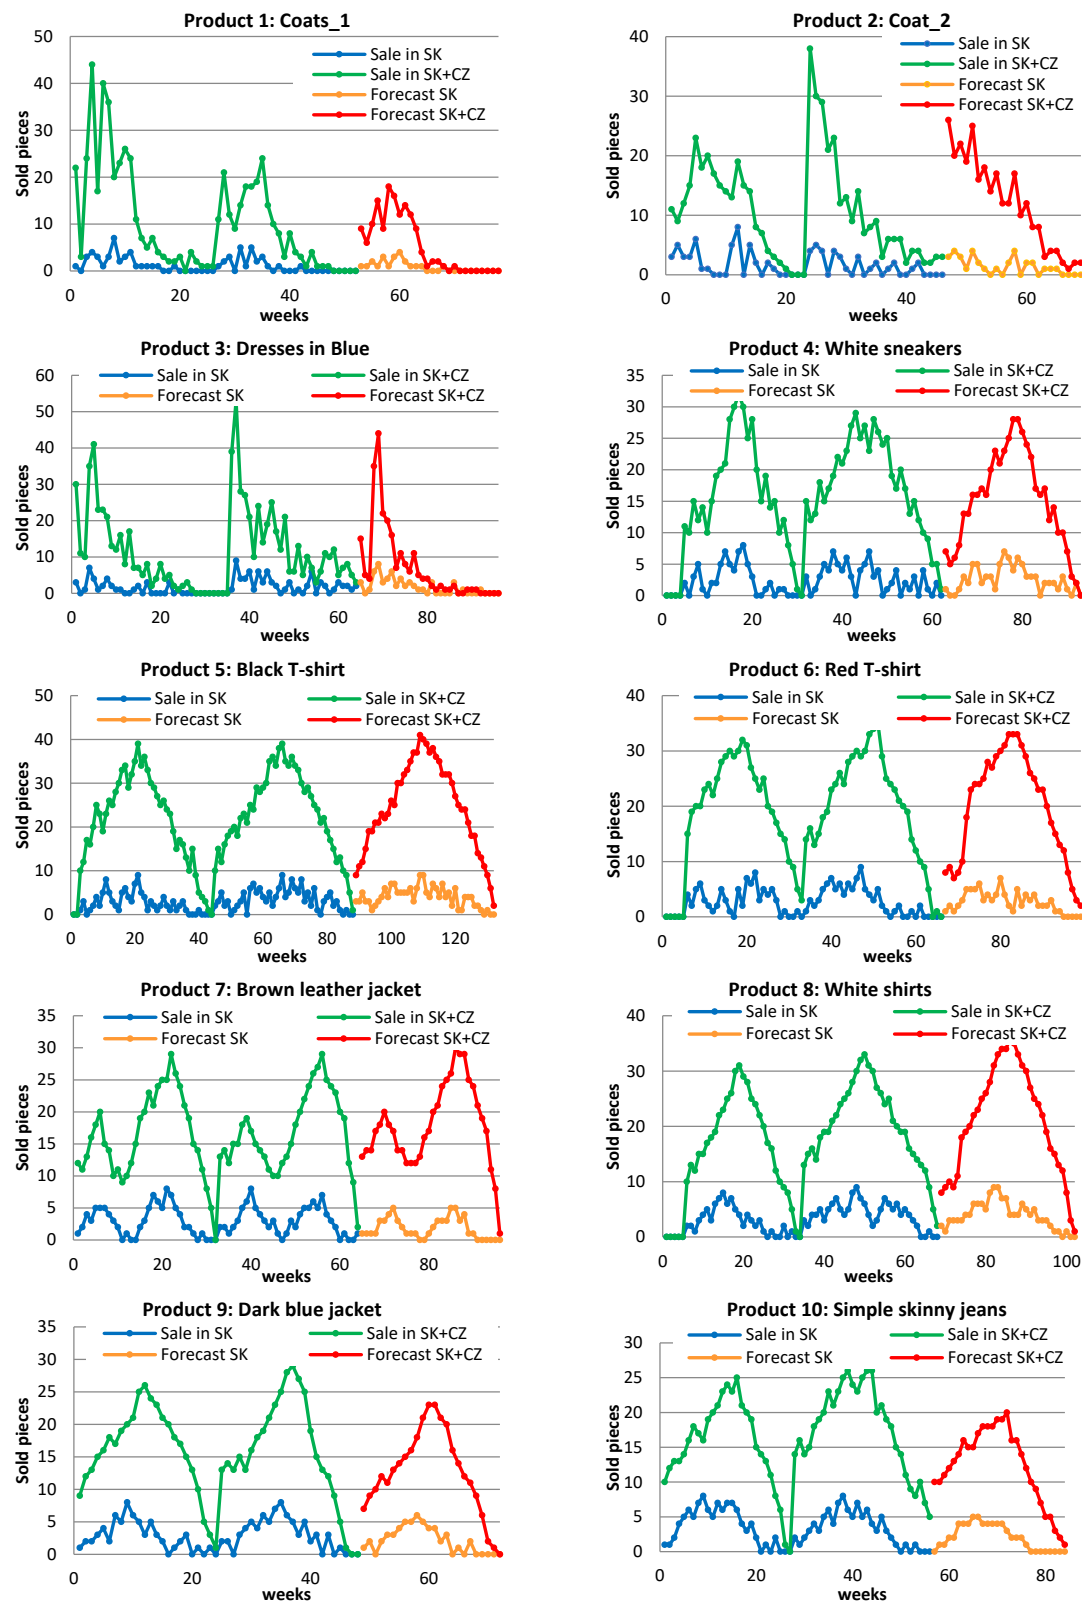 Product 1: Coats_1
50
40
30
20
10
0
Sold pieces
Sale in SK
Sale in SK+CZ
Forecast SK
Forecast SK+CZ
0 20 40 60
weeks
Product 2: Coat_2
40
30
20
10
0
Sold pieces
Sale in SK
Sale in SK+CZ
Forecast SK
Forecast SK+CZ
0 20 40 60
weeks
Product 3: Dresses in Blue
60
50
40
30
20
10
0
Sold pieces
Sale in SK Sale in SK+CZ
Forecast SK Forecast SK+CZ
0 20 40 60 80
weeks
Product 4: White sneakers
35
30
25
20
15
10
5
0
Sold pieces
Sale in SK Sale in SK+CZ
Forecast SK Forecast SK+CZ
0 20 40 60 80
weeks
Product 5: Black T-shirt
50
40
30
20
10
0
Sold pieces
Sale in SK Sale in SK+CZ
Forecast SK Forecast SK+CZ
0 20 40 60 80 100 120
weeks
Product 6: Red T-shirt
40
30
20
10
0
Sold pieces
Sale in SK Sale in SK+CZ
Forecast SK Forecast SK+CZ
0 20 40 60 80
weeks
Product 7: Brown leather jacket
35
30
25
20
15
10
5
0
Sold pieces
Sale in SK Sale in SK+CZ
Forecast SK Forecast SK+CZ
0 20 40 60 80
weeks
Product 8: White shirts
40
30
20
10
0
Sold pieces
Sale in SK Sale in SK+CZ
Forecast SK Forecast SK+CZ
0 20 40 60 80 100
weeks
Product 9: Dark blue jacket
35
30
25
20
15
10
5
0
Sold pieces
Sale in SK Sale in SK+CZ
Forecast SK Forecast SK+CZ
0 20 40 60
weeks
Product 10: Simple skinny jeans
30
25
20
15
10
5
0
Sold pieces
Sale in SK Sale in SK+CZ
Forecast SK Forecast SK+CZ
0 20 40 60 80
weeks